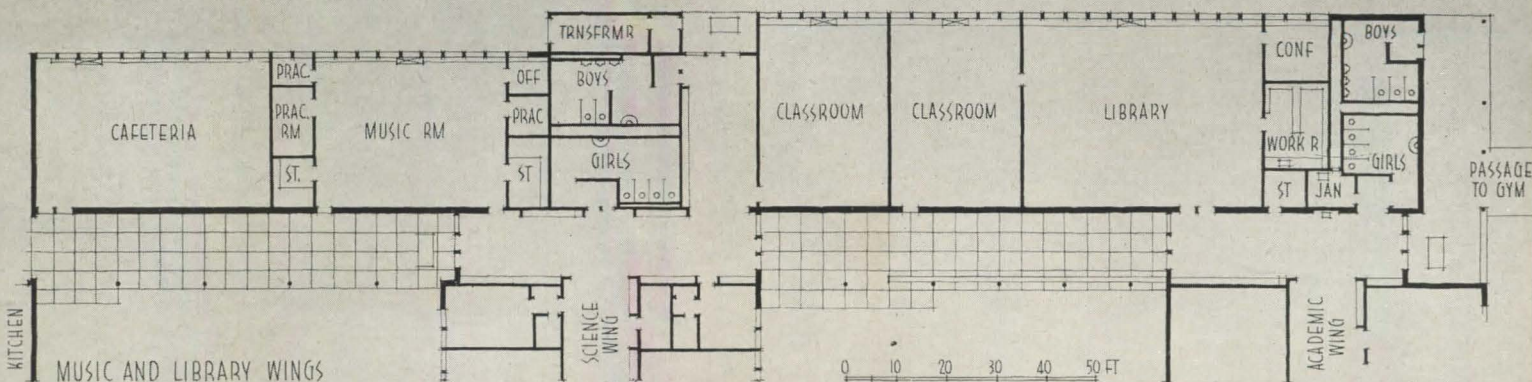 TRNSFRMR
BOYS
CONF
PRAC.
OFF
BOYS
PRAC.
RM
PRAC
CAFETERIA
MUSIC RM
CLASSROOM
CLASSROOM
LIBRARY
WORK R
GIRLS
GIRLS
ST.
ST
ST
JAN
PASSAGE
TO GYM
KITCHEN
SCIENCE
WING
ACADEMIC
WING
MUSIC AND LIBRARY WINGS
0 10 20 30 40 50 FT